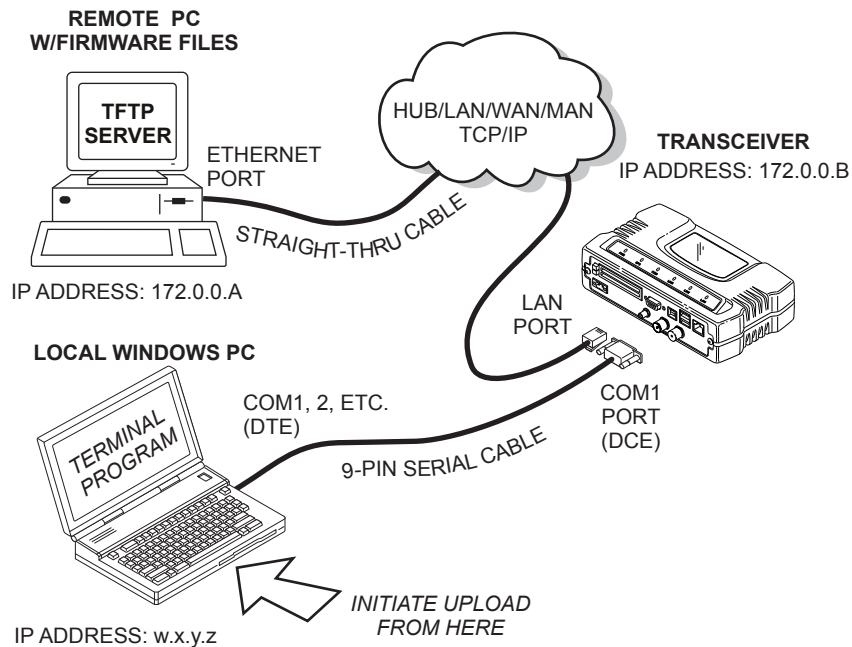 REMOTE PC
W/FIRMWARE FILES
TFTP
SERVER
ETHERNET
PORT
STRAIGHT-THRU CABLE
IP ADDRESS: 172.0.0.A
HUB/LAN/WAN/MAN
TCP/IP
TRANSCEIVER
IP ADDRESS: 172.0.0.B
LAN
PORT
COM1
PORT
(DCE)
LOCAL WINDOWS PC
TERMINAL
PROGRAM
COM1, 2, ETC.
(DTE)
9-PIN SERIAL CABLE
INITIATE UPLOAD
FROM HERE
IP ADDRESS: w.x.y.z